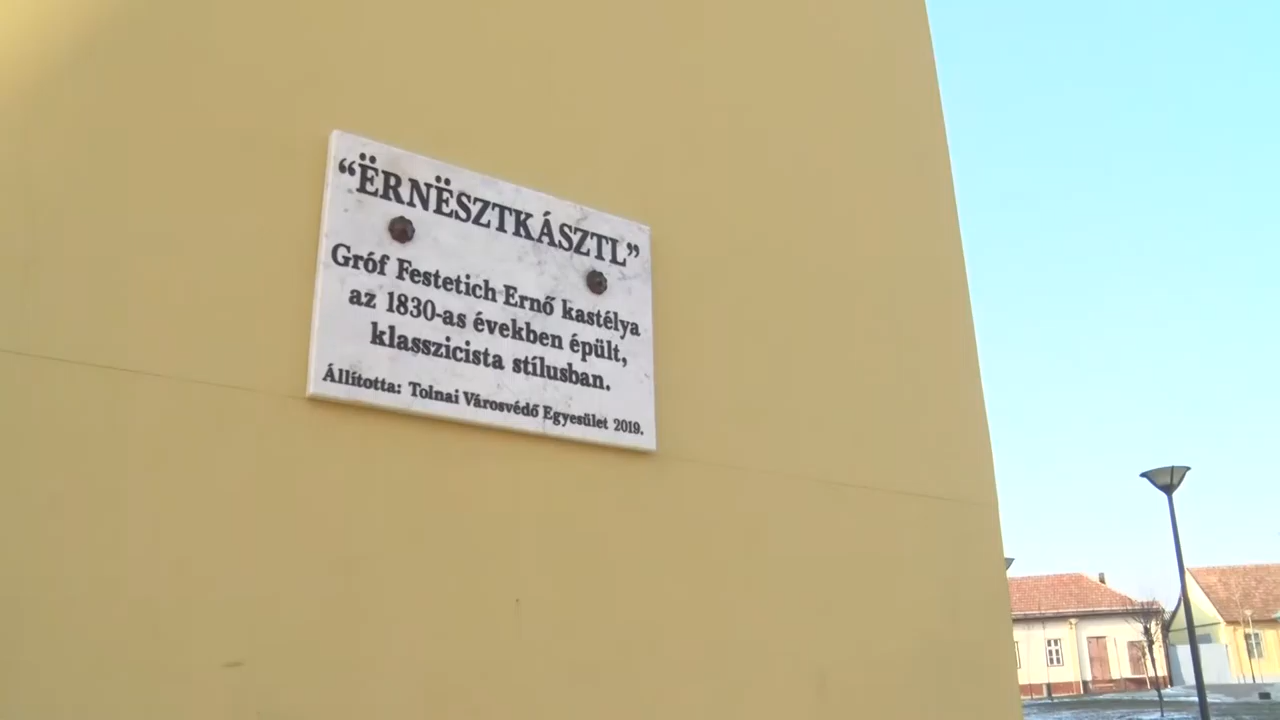 “ËRNËSZTKÁSZTL”
Gróf Festetich Ernő kastélya
az 1830-as években épült,
klasszicista stílusban.
Állította: Tolnai Városvédő Egyesület 2019.